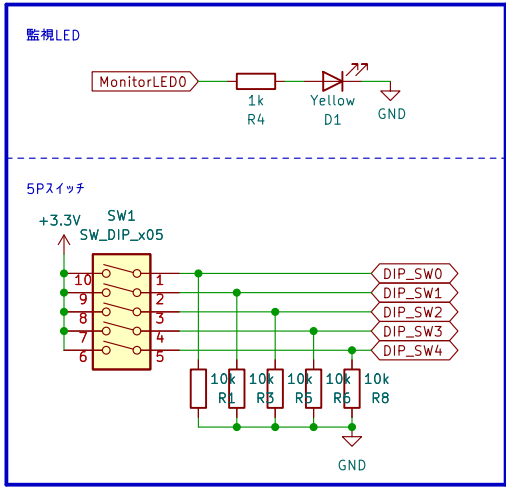 監視LED
MonitorLED0
1k
R4
Yellow
D1
GND
5Pスイッチ
+3.3V
SW1
SW_DIP_x05
10
1
DIP_SW0
9
2
DIP_SW1
8
3
DIP_SW2
7
4
DIP_SW3
6
5
DIP_SW4
10k
10k
10k
10k
10k
R1
R3
R5
R6
R8
GND